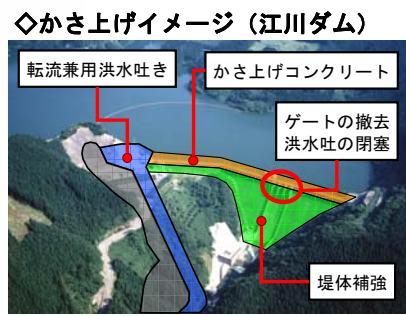 ◇かさ上げイメージ（江川ダム）
転流兼用洪水吐き
かさ上げコンクリート
ゲートの撤去
洪水吐の閉塞
堤体補強